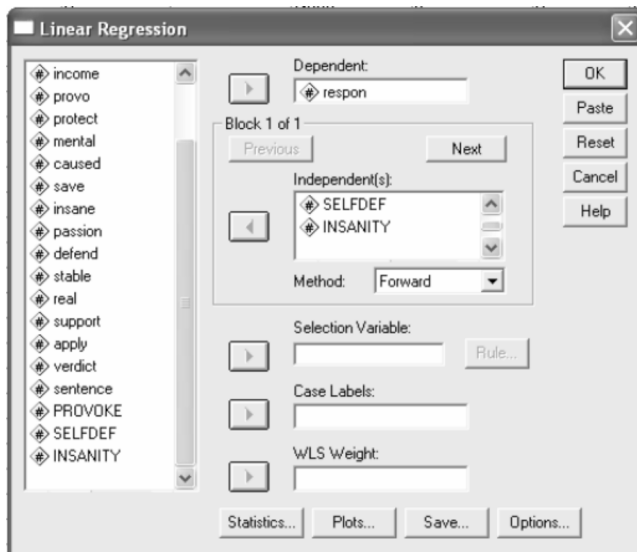 Linear Regression
income
provo
protect
mental
caused
save
insane
passion
defend
stable
real
support
apply
verdict
sentence
PROVOKE
SELFDEF
INSANITY
Dependent:
respon
Block 1 of 1
Previous
Next
Independent(s):
SELFDEF
INSANITY
Method: Forward
Selection Variable:
Rule...
Case Labels:
WLS Weight:
Statistics... Plots... Save... Options...
OK
Paste
Reset
Cancel
Help